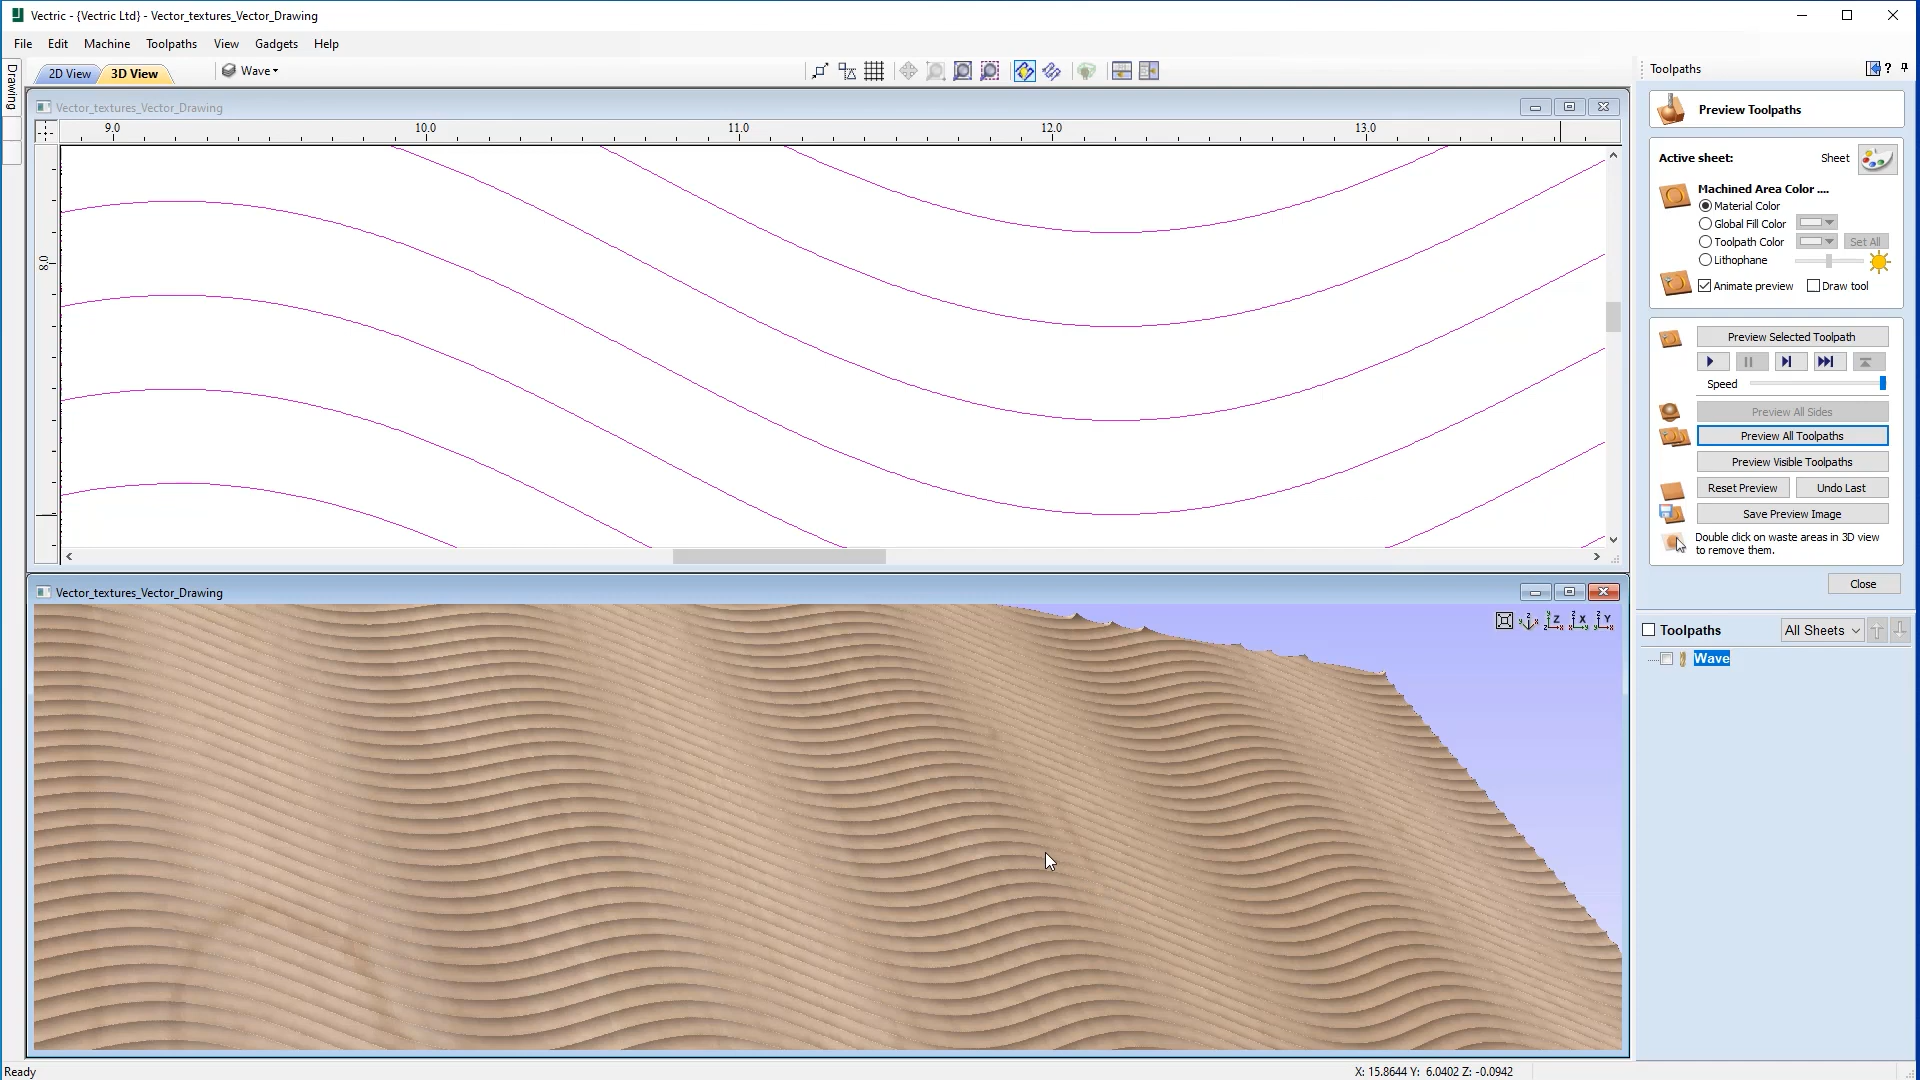 Vectric - {Vectric Ltd} - Vector_textures_Vector_Drawing
File Edit Machine Toolpaths View Gadgets Help
Drawing
2D View 3D View Wave
Vector_textures_Vector_Drawing
9.0 10.0 11.0 12.0 13.0
8.0
Vector_textures_Vector_Drawing
Toolpaths ?
Preview Toolpaths
Active sheet: Sheet
Machined Area Color ....
Material Color
Global Fill Color
Toolpath Color Set All
Lithophane
Animate preview Draw tool
Preview Selected Toolpath
Speed
Preview All Sides
Preview All Toolpaths
Preview Visible Toolpaths
Reset Preview Undo Last
Save Preview Image
Double click on waste areas in 3D view
to remove them.
Close
Toolpaths All Sheets
Wave
Ready
X: 15.8644 Y: 6.0402 Z: -0.0942